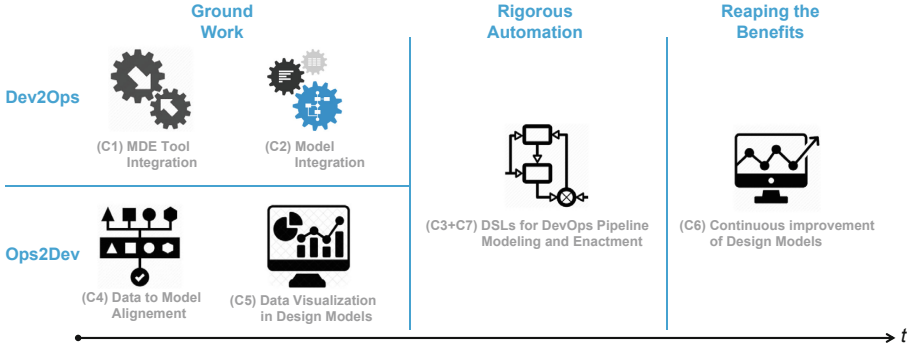 Ground
Work
Rigorous
Automation
Reaping the
Benefits
Dev2Ops
(C1) MDE Tool
Integration
(C2) Model
Integration
(C3+C7) DSLs for DevOps Pipeline
Modeling and Enactment
(C6) Continuous improvement
of Design Models
Ops2Dev
(C4) Data to Model
Alignement
(C5) Data Visualization
in Design Models
t